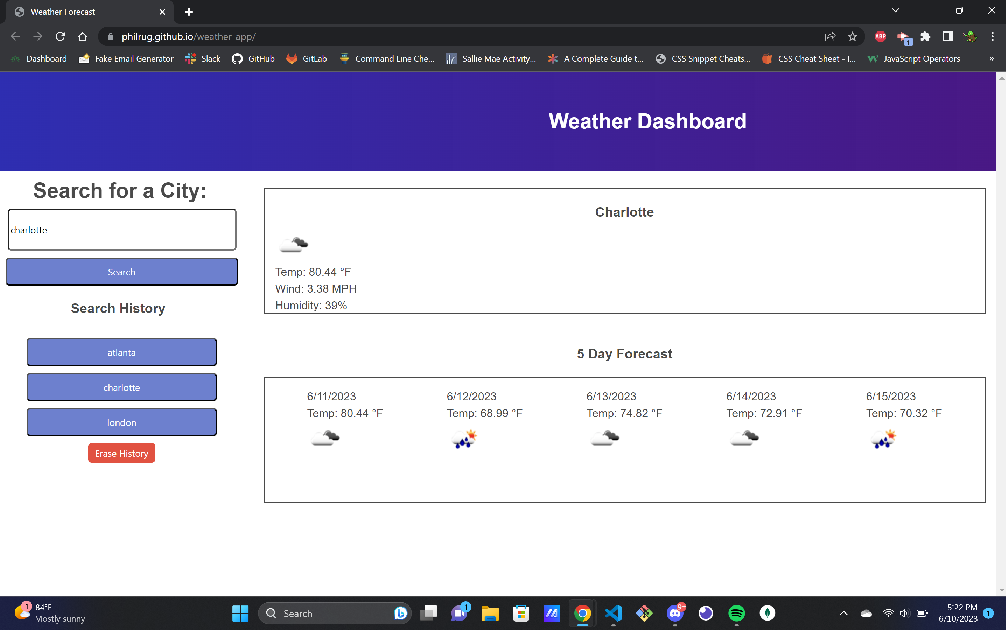 Weather Forecast
philrug.github.io/weather-app/
Dashboard
Fake Email Generator
Slack
GitHub
GitLab
Command Line Che...
Sallie Mae Activity...
A Complete Guide t...
CSS Snippet Cheats...
CSS Cheat Sheet - I...
JavaScript Operators
»
Weather Dashboard
Search for a City:
charlotte
Search
Search History
atlanta
charlotte
london
Erase History
Charlotte
Temp: 80.44 °F
Wind: 3.38 MPH
Humidity: 39%
5 Day Forecast
6/11/2023
Temp: 80.44 °F
6/12/2023
Temp: 68.99 °F
6/13/2023
Temp: 74.82 °F
6/14/2023
Temp: 72.91 °F
6/15/2023
Temp: 70.32 °F
84°F
Mostly sunny
Search
5:22 PM
6/10/2023